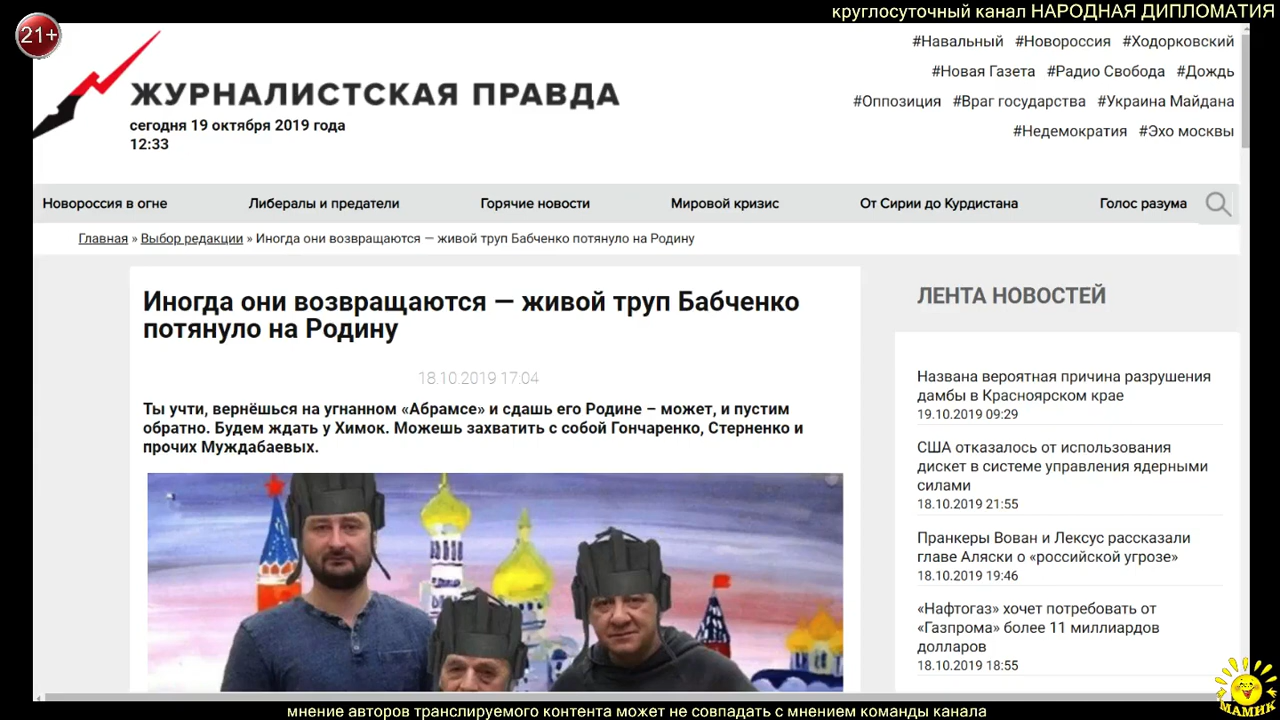 круглосуточный канал НАРОДНАЯ ДИПЛОМАТИЯ
21+
#Навальный #Новороссия #Ходорковский
#Новая Газета #Радио Свобода #Дождь
#Оппозиция #Враг государства #Украина Майдана
#Недемократия #Эхо москвы
ЖУРНАЛИСТСКАЯ ПРАВДА
сегодня 19 октября 2019 года
12:33
Новороссия в огне Либералы и предатели Горячие новости Мировой кризис От Сирии до Курдистана Голос разума
Главная » Выбор редакции » Иногда они возвращаются — живой труп Бабченко потянуло на Родину
Иногда они возвращаются — живой труп Бабченко
потянуло на Родину
18.10.2019 17:04
Ты учти, вернёшься на угнанном «Абрамсе» и сдашь его Родине – может, и пустим
обратно. Будем ждать у Химок. Можешь захватить с собой Гончаренко, Стерненко и
прочих Муждабаевых.
ЛЕНТА НОВОСТЕЙ
Названа вероятная причина разрушения
дамбы в Красноярском крае
19.10.2019 09:29
США отказалось от использования
дискет в системе управления ядерными
силами
18.10.2019 21:55
Пранкеры Вован и Лексус рассказали
главе Аляски о «российской угрозе»
18.10.2019 19:46
«Нафтогаз» хочет потребовать от
«Газпрома» более 11 миллиардов
долларов
18.10.2019 18:55
МАМИК
мнение авторов транслируемого контента может не совпадать с мнением команды канала